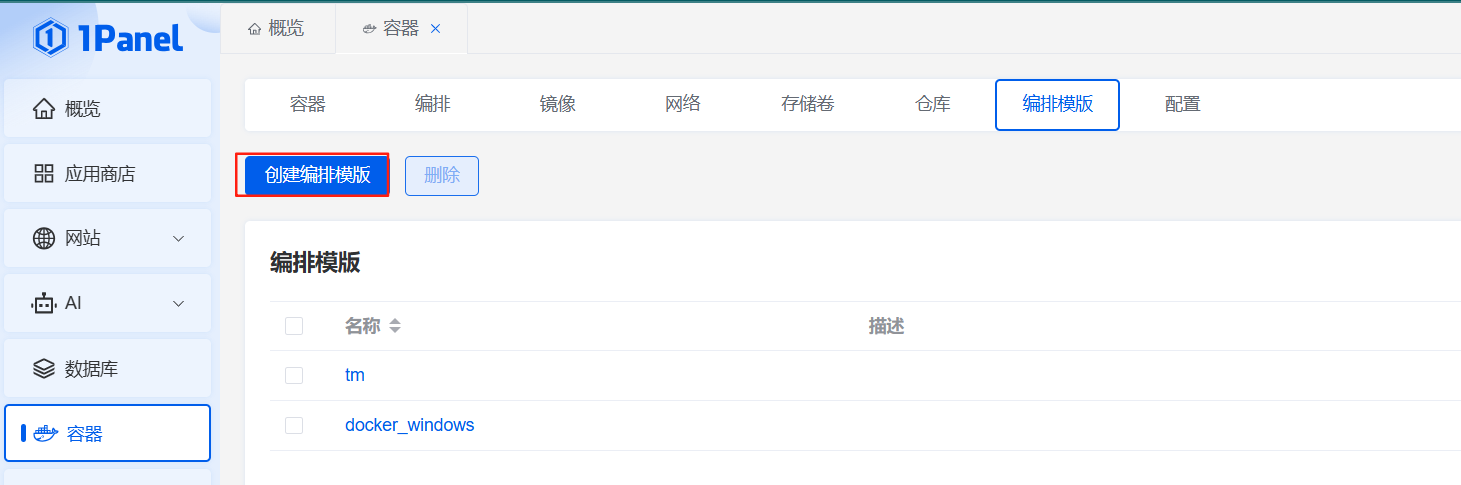 1Panel
概览
容器
概览
应用商店
网站
AI
数据库
容器
容器 编排 镜像 网络 存储卷 仓库 编排模版 配置
创建编排模版 删除
编排模版
名称 描述
tm
docker_windows